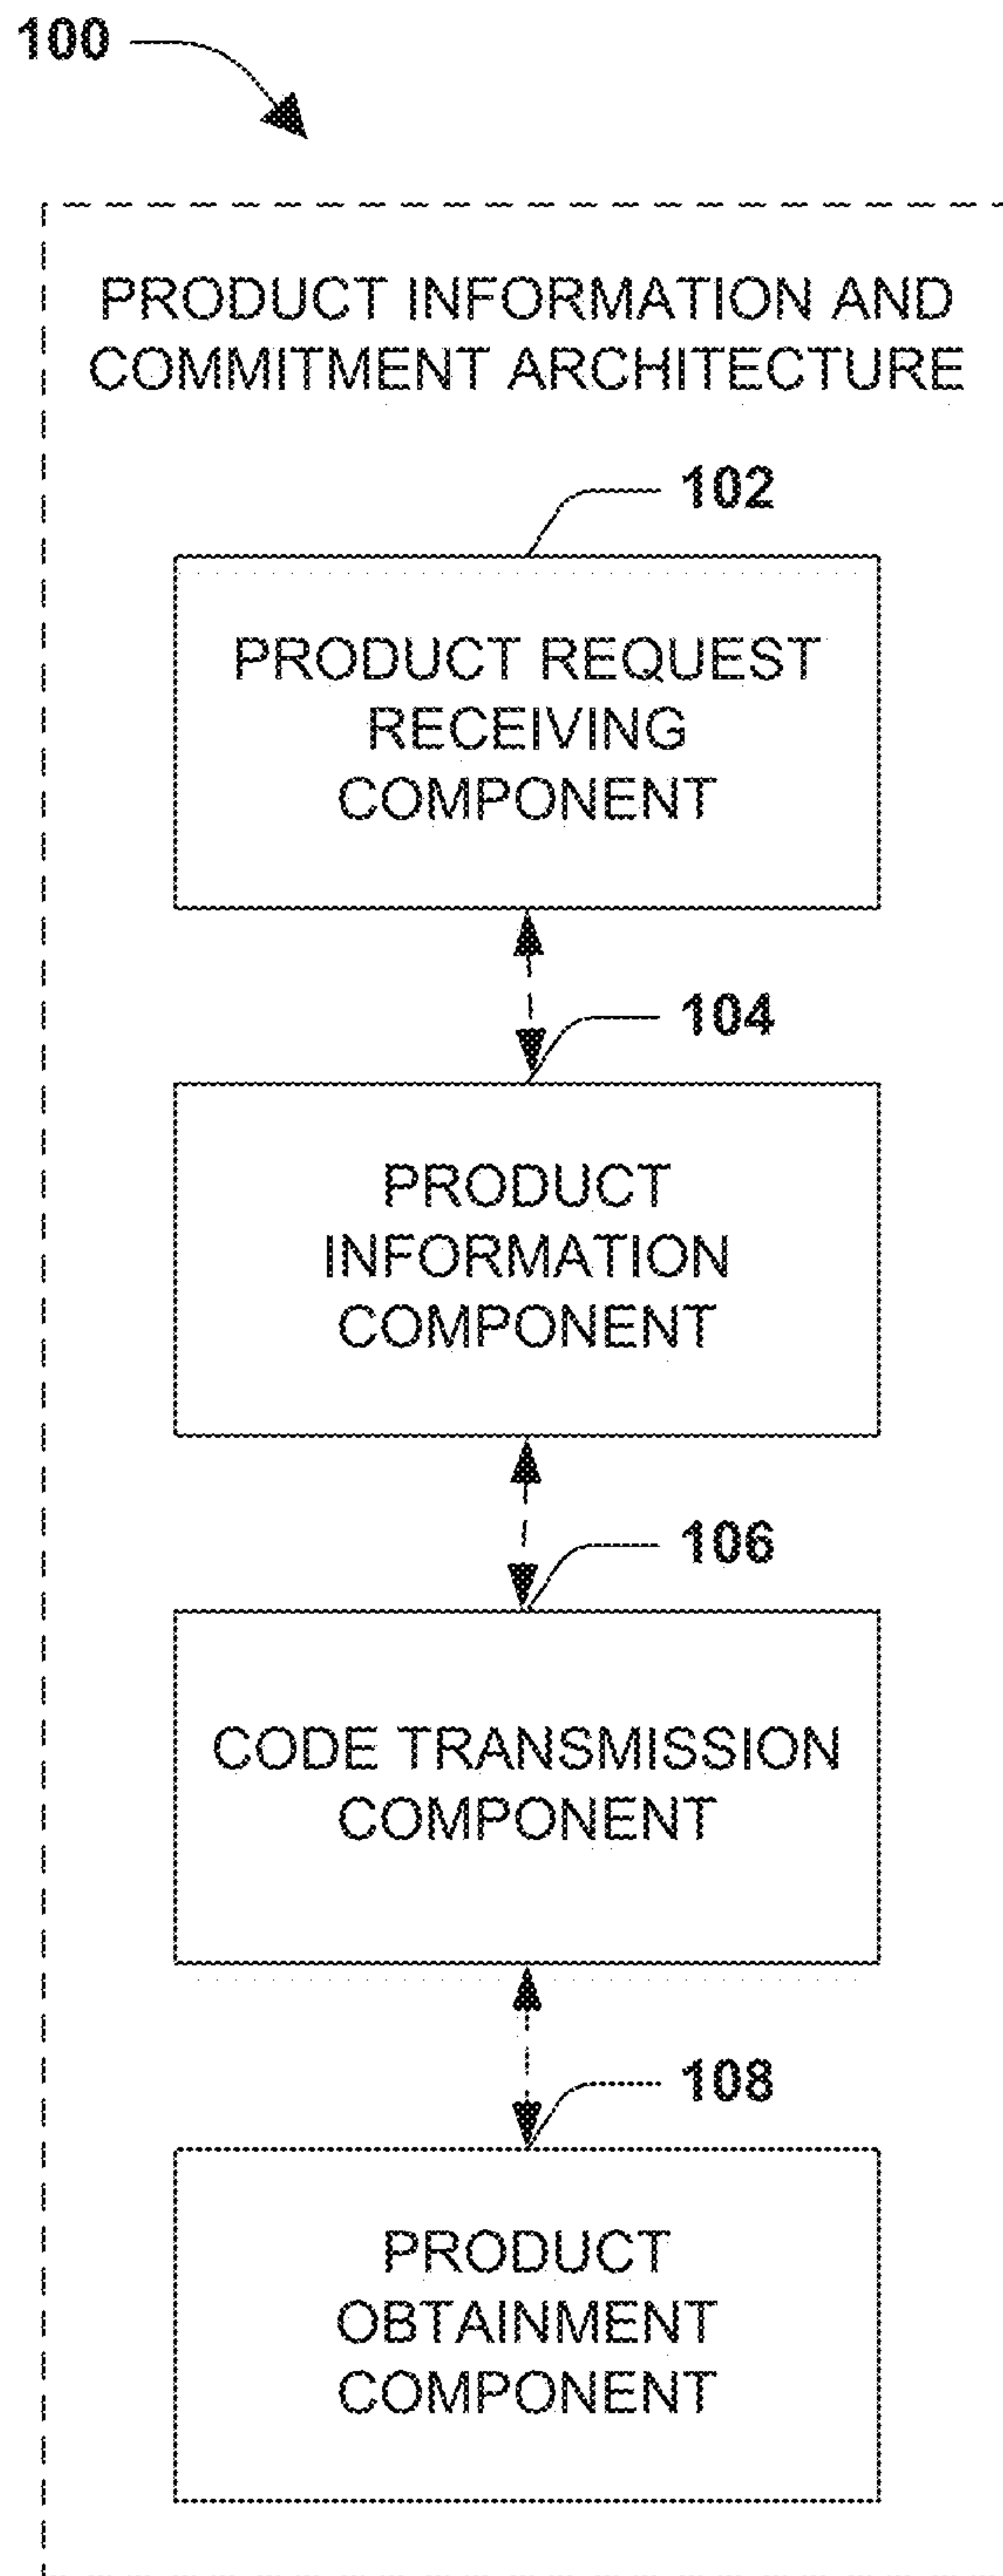 100
PRODUCT INFORMATION AND
COMMITMENT ARCHITECTURE
102
PRODUCT REQUEST
RECEIVING
COMPONENT
104
PRODUCT
INFORMATION
COMPONENT
106
CODE TRANSMISSION
COMPONENT
108
PRODUCT
OBTAINMENT
COMPONENT